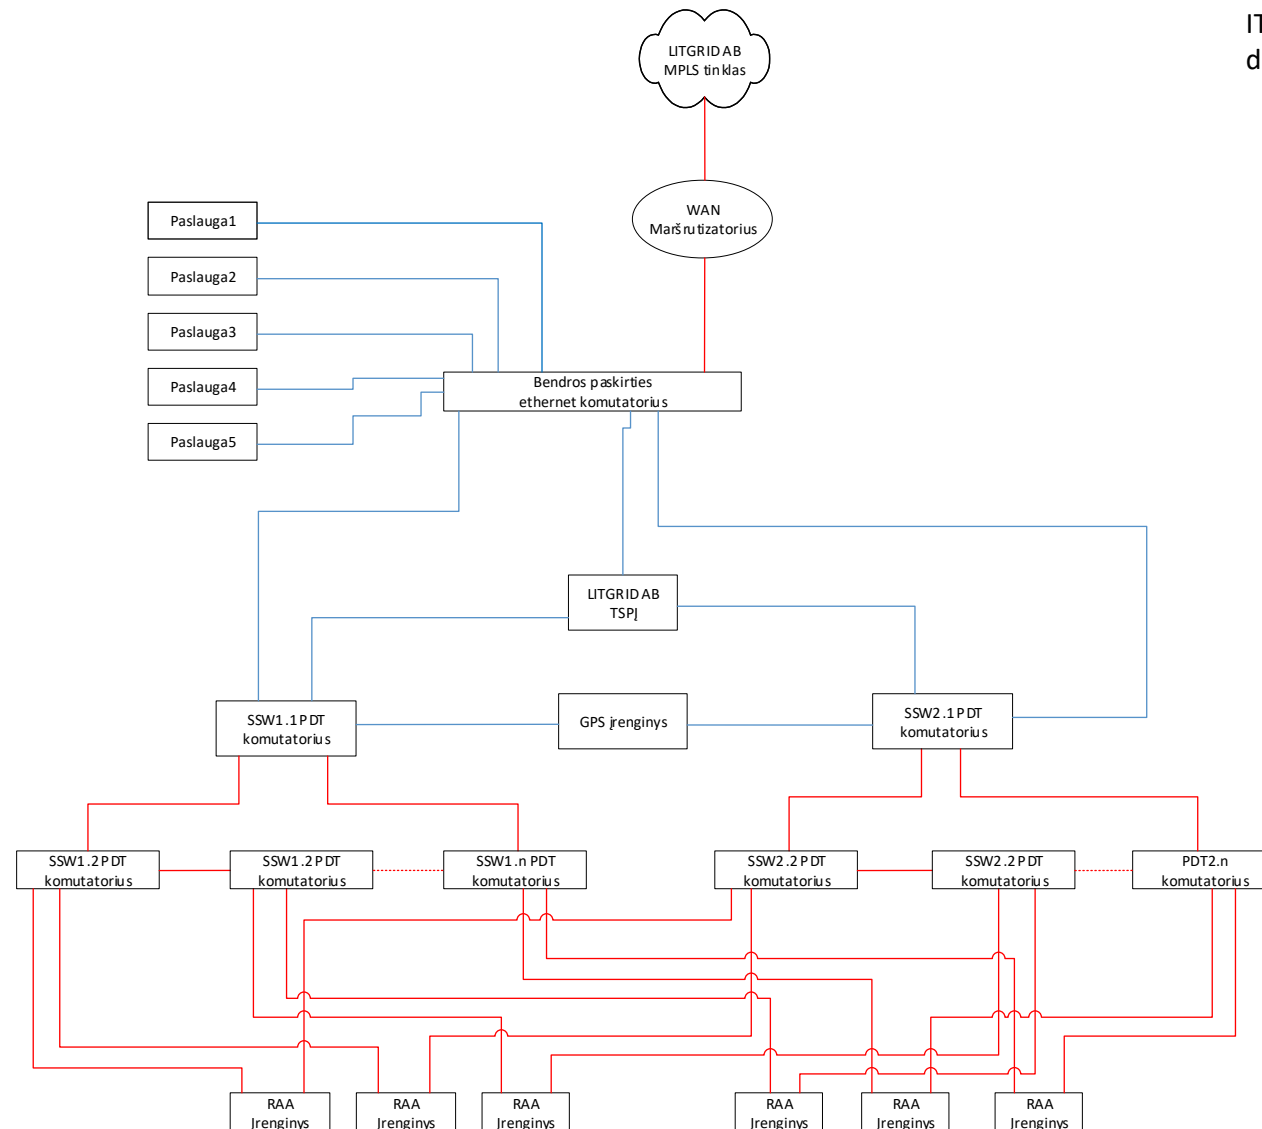 IT
d
LITGRID AB
MPLS tinklas
WAN
Maršrutizatorius
Paslauga1
Paslauga2
Paslauga3
Paslauga4
Paslauga5
Bendros paskirties
ethernet komutatorius
LITGRID AB
TSPĮ
SSW1.1 PDT
komutatorius
GPS įrenginys
SSW2.1 PDT
komutatorius
SSW1.2 PDT
komutatorius
SSW1.2 PDT
komutatorius
SSW1.n PDT
komutatorius
SSW2.2 PDT
komutatorius
SSW2.2 PDT
komutatorius
PDT2.n
komutatorius
RAA
Įrenginys
RAA
Įrenginys
RAA
Įrenginys
RAA
Įrenginys
RAA
Įrenginys
RAA
Įrenginys